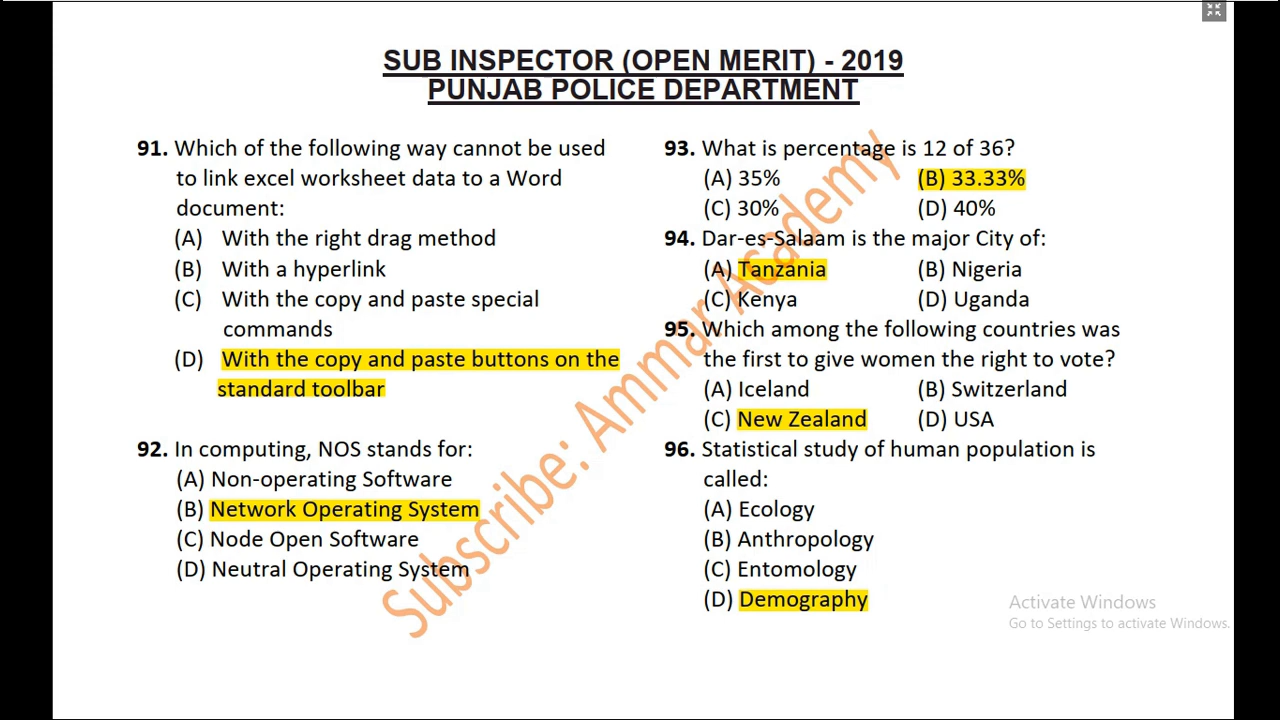 SUB INSPECTOR (OPEN MERIT) - 2019
PUNJAB POLICE DEPARTMENT
91. Which of the following way cannot be used
to link excel worksheet data to a Word
document:
(A) With the right drag method
(B) With a hyperlink
(C) With the copy and paste special
commands
(D) With the copy and paste buttons on the
standard toolbar
92. In computing, NOS stands for:
(A) Non-operating Software
(B) Network Operating System
(C) Node Open Software
(D) Neutral Operating System
93. What is percentage is 12 of 36?
(A) 35% (B) 33.33%
(C) 30% (D) 40%
94. Dar-es-Salaam is the major City of:
(A) Tanzania (B) Nigeria
(C) Kenya (D) Uganda
95. Which among the following countries was
the first to give women the right to vote?
(A) Iceland (B) Switzerland
(C) New Zealand (D) USA
96. Statistical study of human population is
called:
(A) Ecology
(B) Anthropology
(C) Entomology
(D) Demography
Subscribe: Ammar Academy
Activate Windows
Go to Settings to activate Windows.